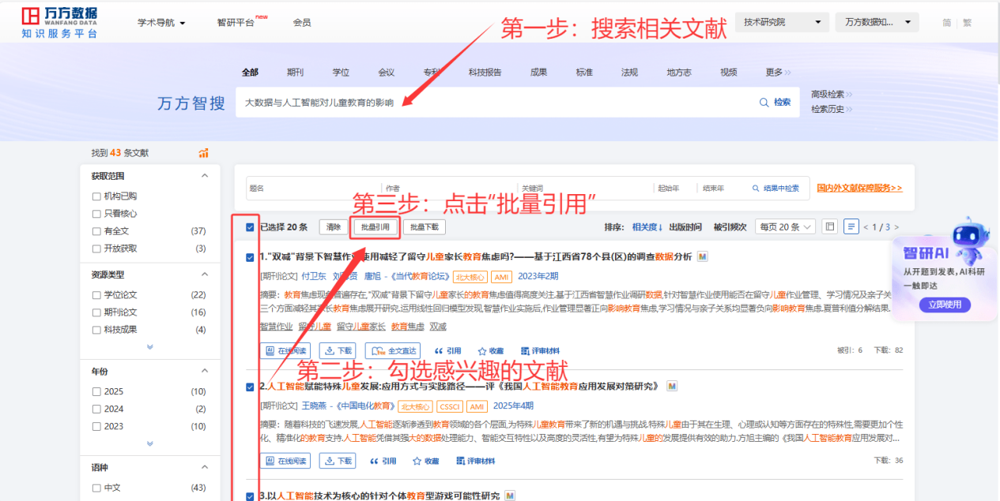 万方数据
WANFANG DATA
知识服务平台
学术导航
智研平台 new
会员
第一步：搜索相关文献
技术研究院
万方数据知...
简 | 繁
全部 期刊 学位 会议 专利 科技报告 成果 标准 法规 地方志 视频 更多
万方智搜
大数据与人工智能对儿童教育的影响
检索
高级检索
检索历史
找到 43 条文献
获取范围
机构已购
只看核心
有全文 (37)
开放获取 (3)
资源类型
学位论文 (22)
期刊论文 (16)
科技成果 (4)
年份
2025 (10)
2024 (2)
2023 (10)
语种
中文 (43)
题名 作者 关键词 起始年 结束年 结果中检索
国内外文献保障服务>>
第三步：点击“批量引用”
已选择 20 条 清除 批量引用 批量下载
排序： 相关度↓ 出版时间 被引频次 每页 20 条 < 1 / 3 >
1."双减"背景下智慧作业使用减轻了留守儿童家长教育焦虑吗?——基于江西省78个县(区)的调查数据分析 M
[期刊论文] 付卫东 唐旭 -《当代教育论坛》 北大核心 AMI 2023年2期
摘要：教育焦虑现象普遍存在,"双减"背景下留守儿童家长的教育焦虑值得高度关注.基于江西省智慧作业调研数据,针对智慧作业使用能否在留守儿童作业管理、学习情况及亲子关
三个方面减轻其家长教育焦虑展开研究.运用线性回归模型发现,智慧作业实施后,作业管理显著正向影响教育焦虑,学习情况与亲子关系均显著负向影响教育焦虑.夏普利值分解结果.
智慧作业 留守儿童 留守儿童家长 教育焦虑 双减
在线阅读 下载 全文直达 引用 收藏 评审材料
被引：6 下载：82
第二步：勾选感兴趣的文献
2.人工智能赋能特殊儿童发展:应用方式与实践路径——评《我国人工智能教育应用发展对策研究》 M
[期刊论文] 王晓燕 -《中国电化教育》 北大核心 CSSCI AMI 2025年4期
摘要：随着科技的飞速发展,人工智能逐渐渗透到教育领域的各个层面,为特殊儿童教育带来了新的机遇与挑战.特殊儿童由于其在生理、心理或认知等方面存在的特殊性,需要更加个性
化、精准化的教育支持.人工智能凭借其强大的数据处理能力、智能交互特性以及高度的灵活性,有望为特殊儿童的发展提供有效的助力.方旭主编的《我国人工智能教育应用发展对...
在线阅读 下载 引用 收藏 评审材料
下载：36
3.以人工智能技术为核心的针对个体教育型游戏可能性研究 M
智研AI
从开题到发表,AI科研
一触即达
立即使用